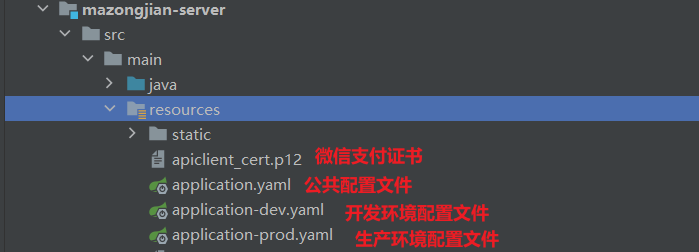 mazongjian-server
src
main
java
resources
static
apiclient_cert.p12 微信支付证书
application.yaml 公共配置文件
application-dev.yaml 开发环境配置文件
application-prod.yaml 生产环境配置文件